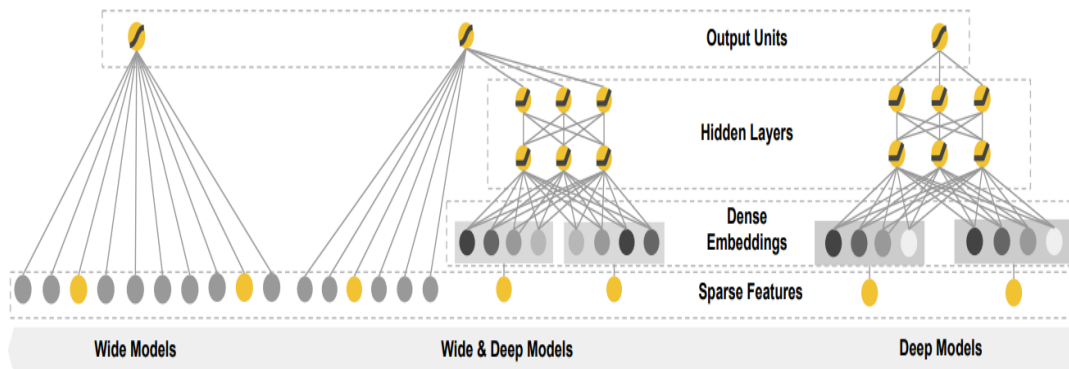 Output Units
Hidden Layers
Dense
Embeddings
Sparse Features
Wide Models
Wide & Deep Models
Deep Models